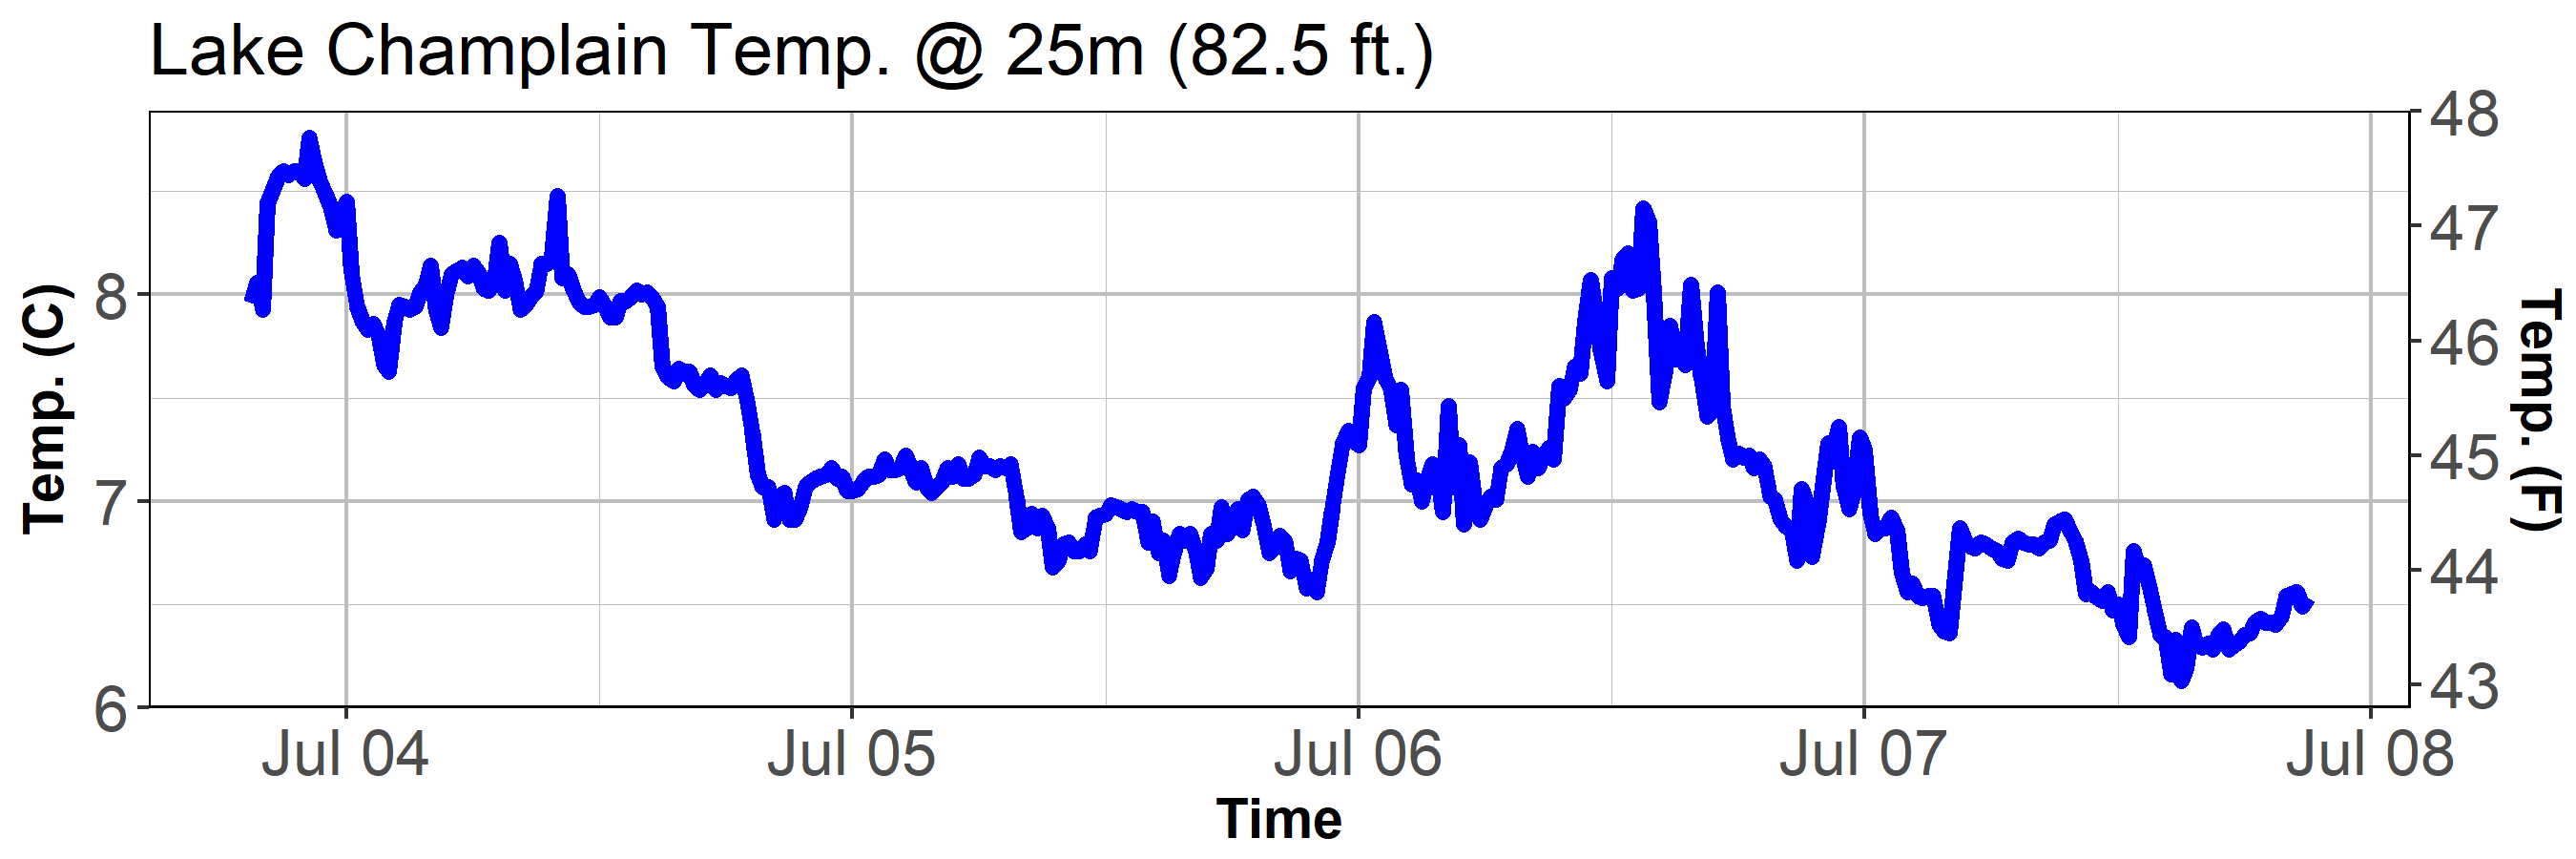 Lake Champlain Temp. @ 25m (82.5 ft.)
Temp. (C)
8
7
6
48
47
46
45
44
43
Temp. (F)
Jul 04 Jul 05 Jul 06 Jul 07 Jul 08
Time